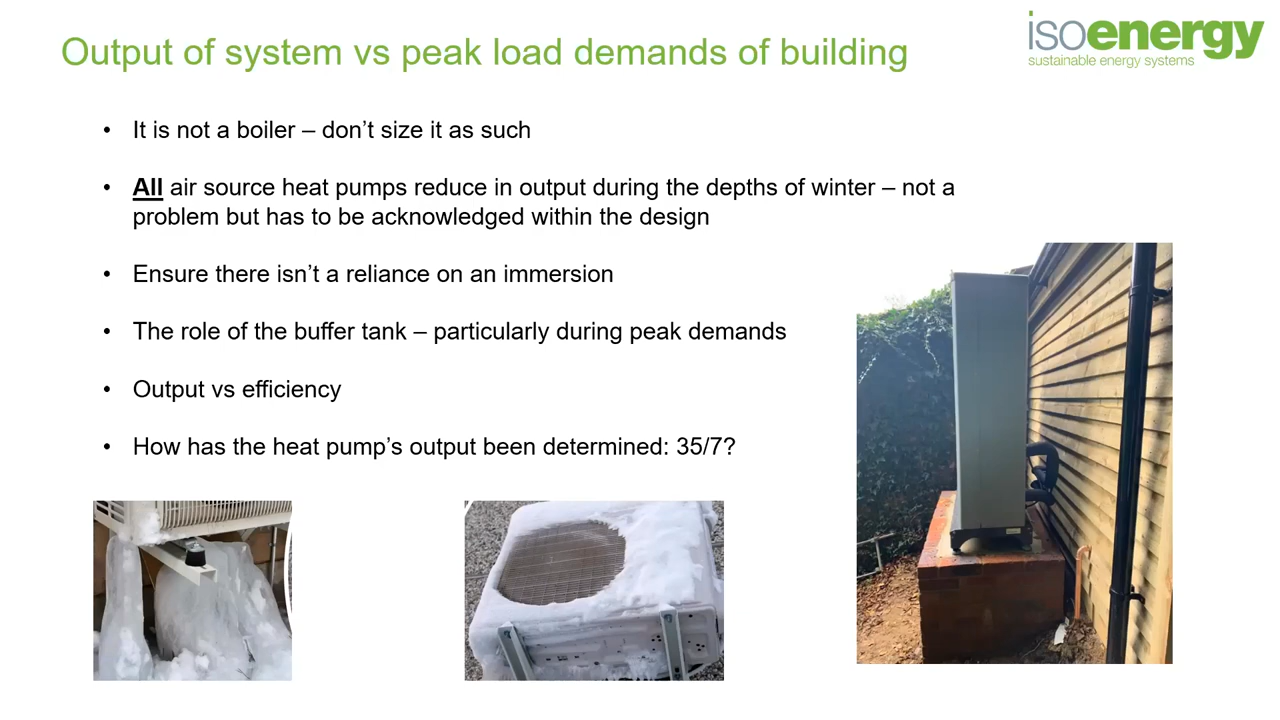 Output of system vs peak load demands of building
isoenergy
sustainable energy systems
• It is not a boiler – don’t size it as such
• All air source heat pumps reduce in output during the depths of winter – not a
problem but has to be acknowledged within the design
• Ensure there isn’t a reliance on an immersion
• The role of the buffer tank – particularly during peak demands
• Output vs efficiency
• How has the heat pump’s output been determined: 35/7?